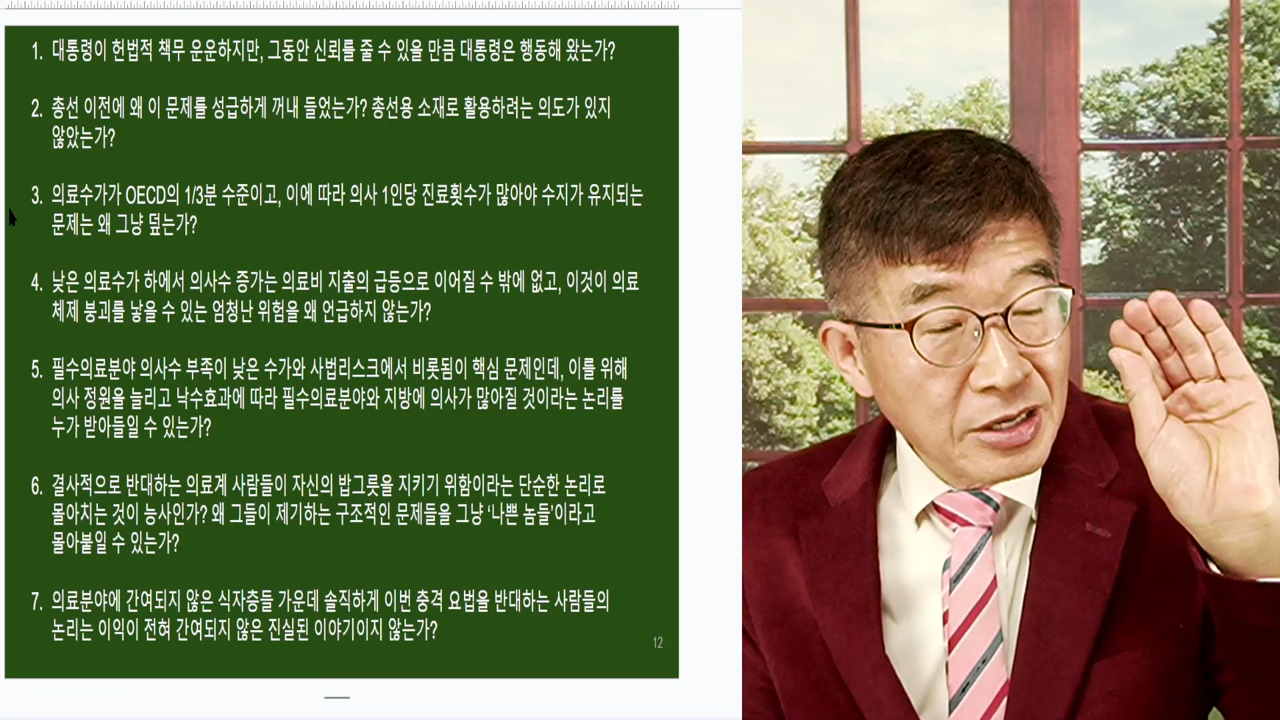 1. 대통령이 헌법적 책무 운운하지만, 그동안 신뢰를 줄 수 있을 만큼 대통령은 행동해 왔는가?
2. 총선 이전에 왜 이 문제를 성급하게 꺼내 들었는가? 총선용 소재로 활용하려는 의도가 있지
않았는가?
3. 의료수가가 OECD의 1/3분 수준이고, 이에 따라 의사 1인당 진료횟수가 많아야 수지가 유지되는
문제는 왜 그냥 덮는가?
4. 낮은 의료수가 하에서 의사수 증가는 의료비 지출의 급등으로 이어질 수 밖에 없고, 이것이 의료
체제 붕괴를 낳을 수 있는 엄청난 위험을 왜 언급하지 않는가?
5. 필수의료분야 의사수 부족이 낮은 수가와 사법리스크에서 비롯됨이 핵심 문제인데, 이를 위해
의사 정원을 늘리고 낙수효과에 따라 필수의료분야와 지방에 의사가 많아질 것이라는 논리를
누가 받아들일 수 있는가?
6. 결사적으로 반대하는 의료계 사람들이 자신의 밥그릇을 지키기 위함이라는 단순한 논리로
몰아치는 것이 능사인가? 왜 그들이 제기하는 구조적인 문제들을 그냥 ‘나쁜 놈들’이라고
몰아붙일 수 있는가?
7. 의료분야에 간여되지 않은 식자층들 가운데 솔직하게 이번 충격 요법을 반대하는 사람들의
논리는 이익이 전혀 간여되지 않은 진실된 이야기이지 않는가?
12